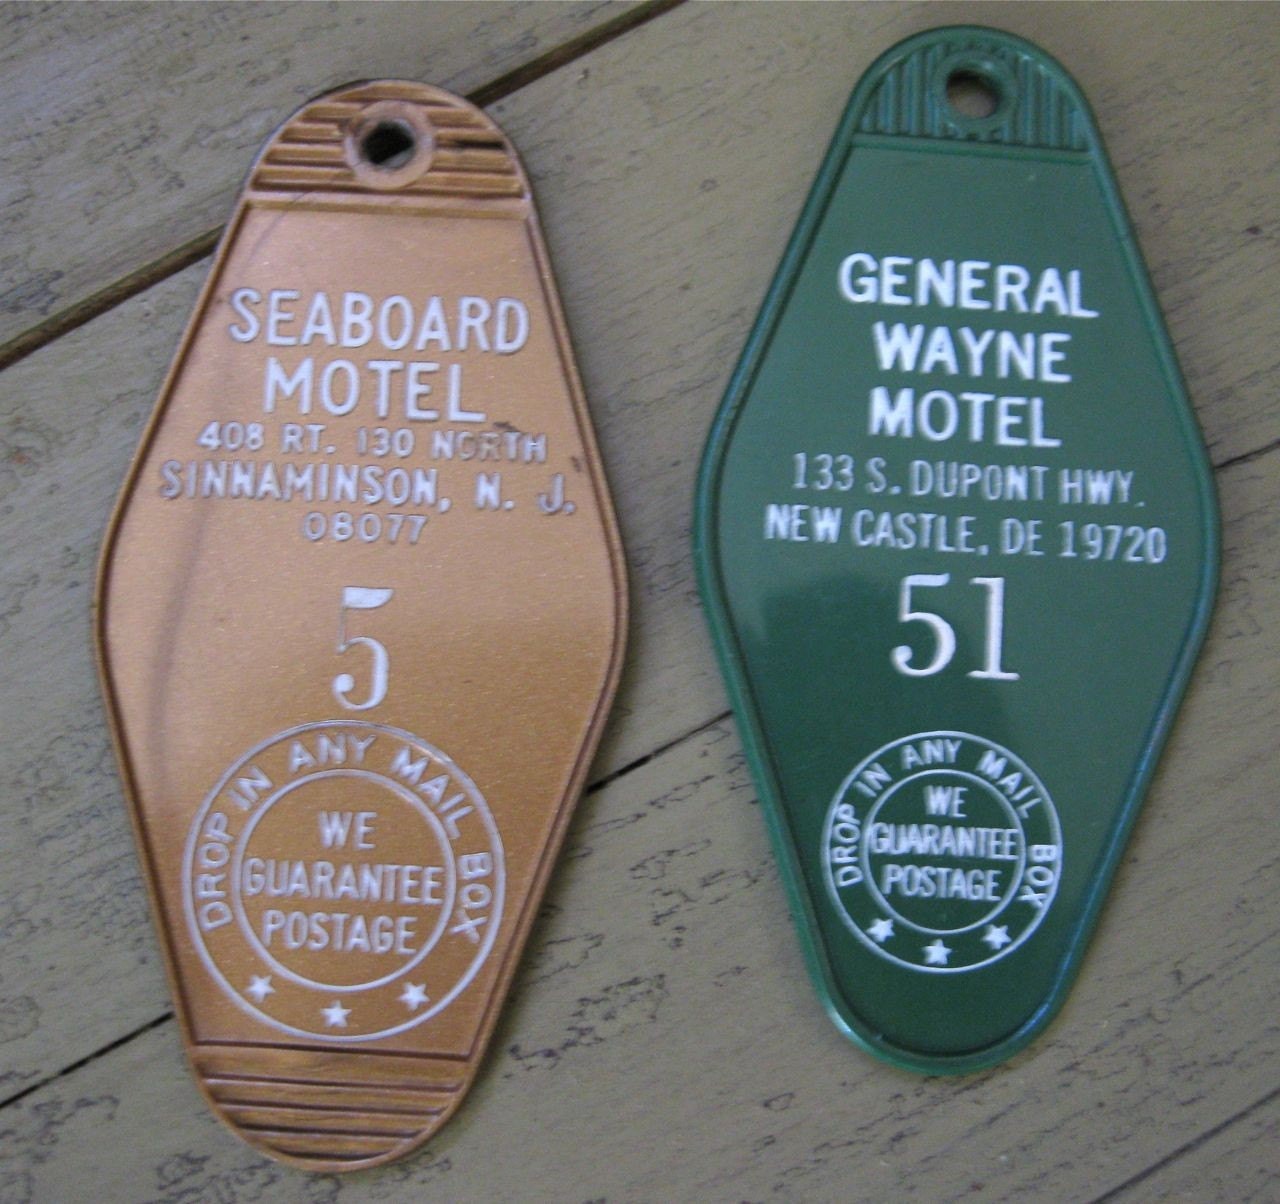 SEABOARD
MOTEL
408 RT. 130 NORTH
SINNAMINSON, N. J.
08077
5
DROP IN ANY MAIL BOX
WE
GUARANTEE
POSTAGE
GENERAL
WAYNE
MOTEL
133 S. DUPONT HWY.
NEW CASTLE, DE 19720
51
DROP IN ANY MAIL BOX
WE
GUARANTEE
POSTAGE